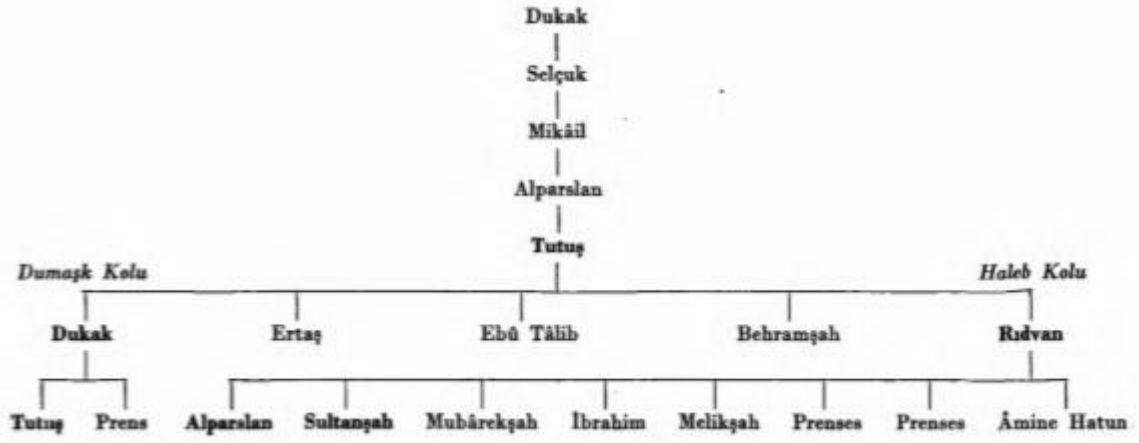 Dukak
Selçuk
Mikâil
Alparslan
Tutuş
Dumaşk Kolu Haleb Kolu
Dukak Ertaş Ebû Tâlib Behramşah Rıdvan
Tutuş Prens Alparslan Sultanşah Mubârekşah İbrahim Melikşah Prenses Prenses Âmine Hatun